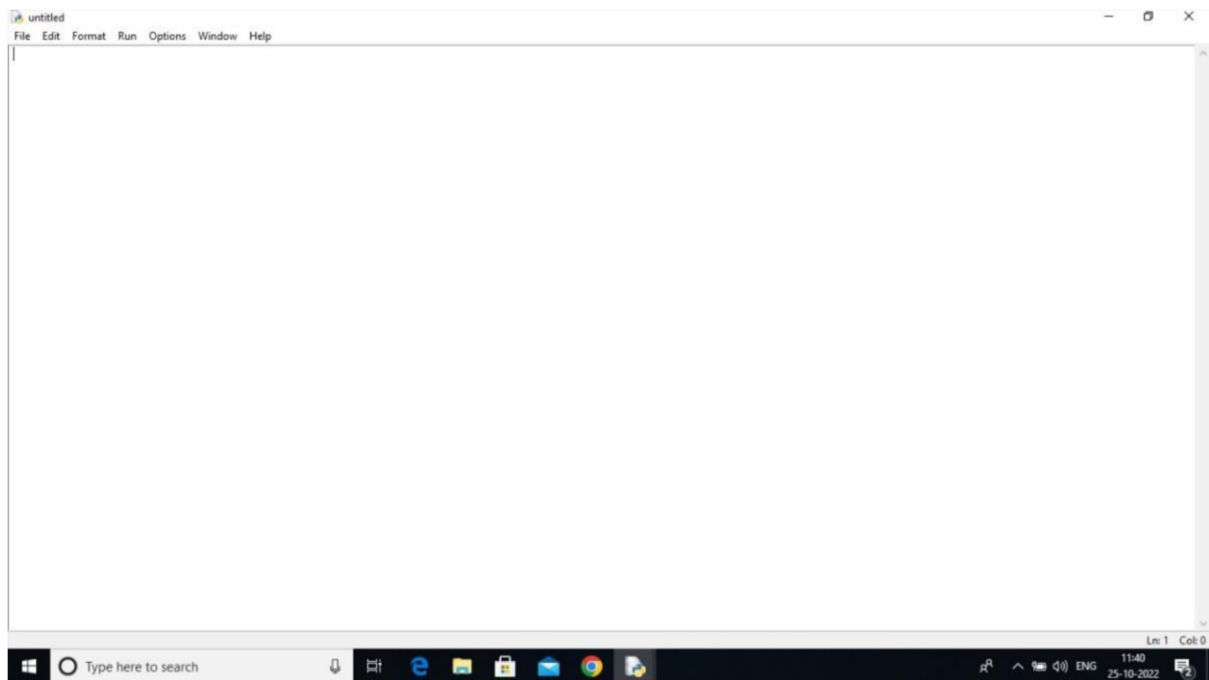 untitled
File Edit Format Run Options Window Help
Ln: 1 Col: 0
Type here to search
ENG
11:40
25-10-2022
2